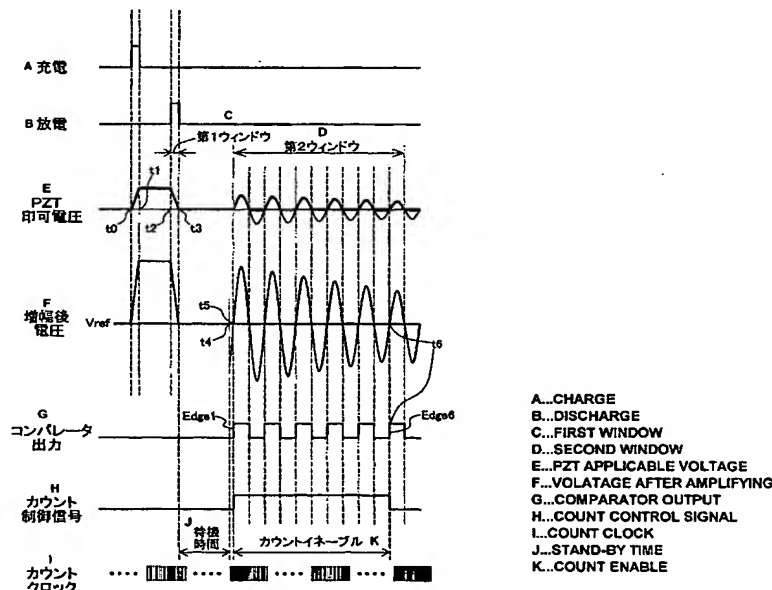 A 充電
B 放電
C
第1ウィンドウ
D
第2ウィンドウ
E
PZT
印可電圧
t0
t1
t2
t3
F
増幅後
電圧
Vref
t5
t4
t6
G
コンパレータ
出力
Edge1
Edge6
H
カウント
制御信号
J
待機
時間
カウントイネーブル K
I
カウント
クロック
A...CHARGE
B...DISCHARGE
C...FIRST WINDOW
D...SECOND WINDOW
E...PZT APPLICABLE VOLTAGE
F...VOLATAGE AFTER AMPLIFYING
G...COMPARATOR OUTPUT
H...COUNT CONTROL SIGNAL
I...COUNT CLOCK
J...STAND-BY TIME
K...COUNT ENABLE